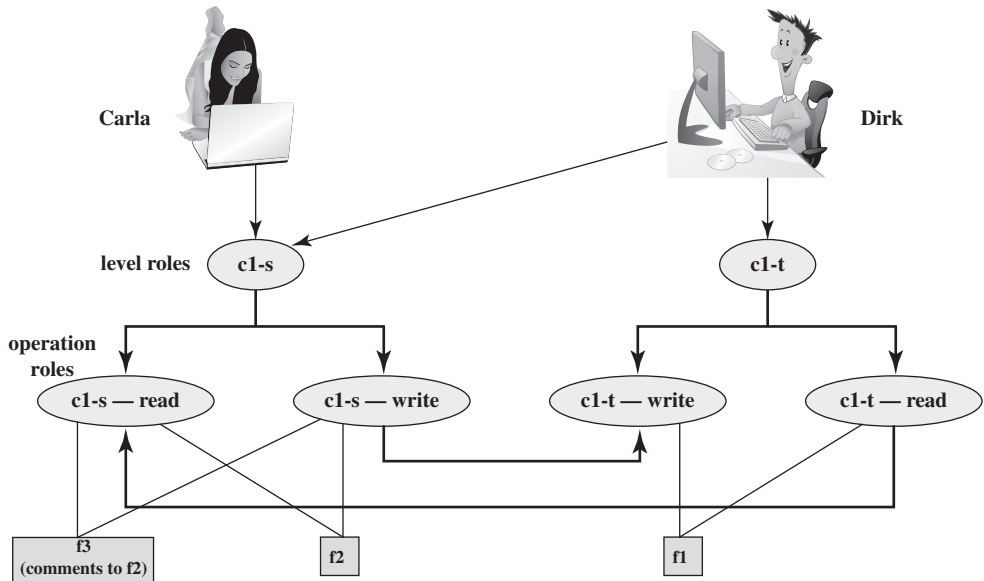 Carla
Dirk
level roles
c1-s
c1-t
operation
roles
c1-s — read
c1-s — write
c1-t — write
c1-t — read
f3
(comments to f2)
f2
f1